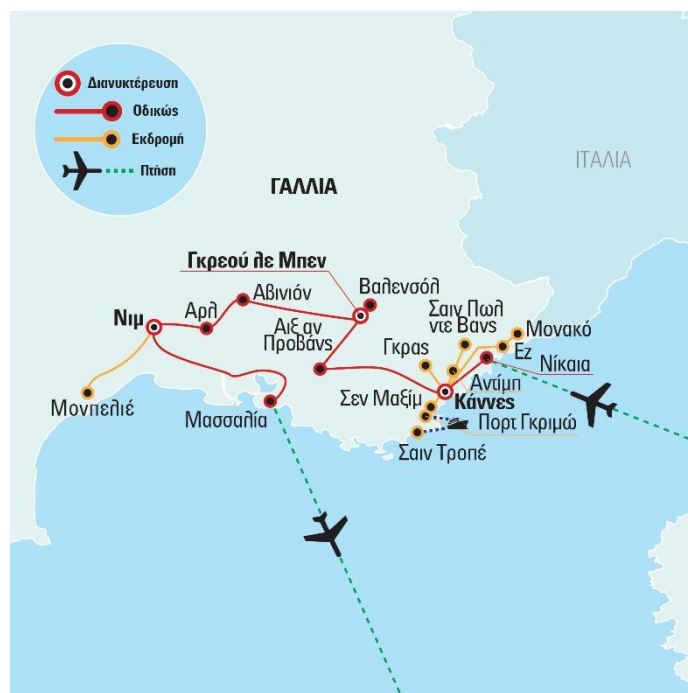 Διανυκτέρευση
Οδικώς
Εκδρομή
Πτήση
ΙΤΑΛΙΑ
ΓΑΛΛΙΑ
Γκρεού λε Μπεν
Βαλενσόλ
Αβινιόν
Αρλ
Νιμ
Αιξ αν
Προβάνς
Σαιν Πωλ
ντε Βανς
Μονακό
Εζ
Γκρας
Νίκαια
Αντίμπ
Κάννες
Μονπελιέ
Μασσαλία
Σεν Μαξίμ
Πορτ Γκριμώ
Σαιν Τροπέ